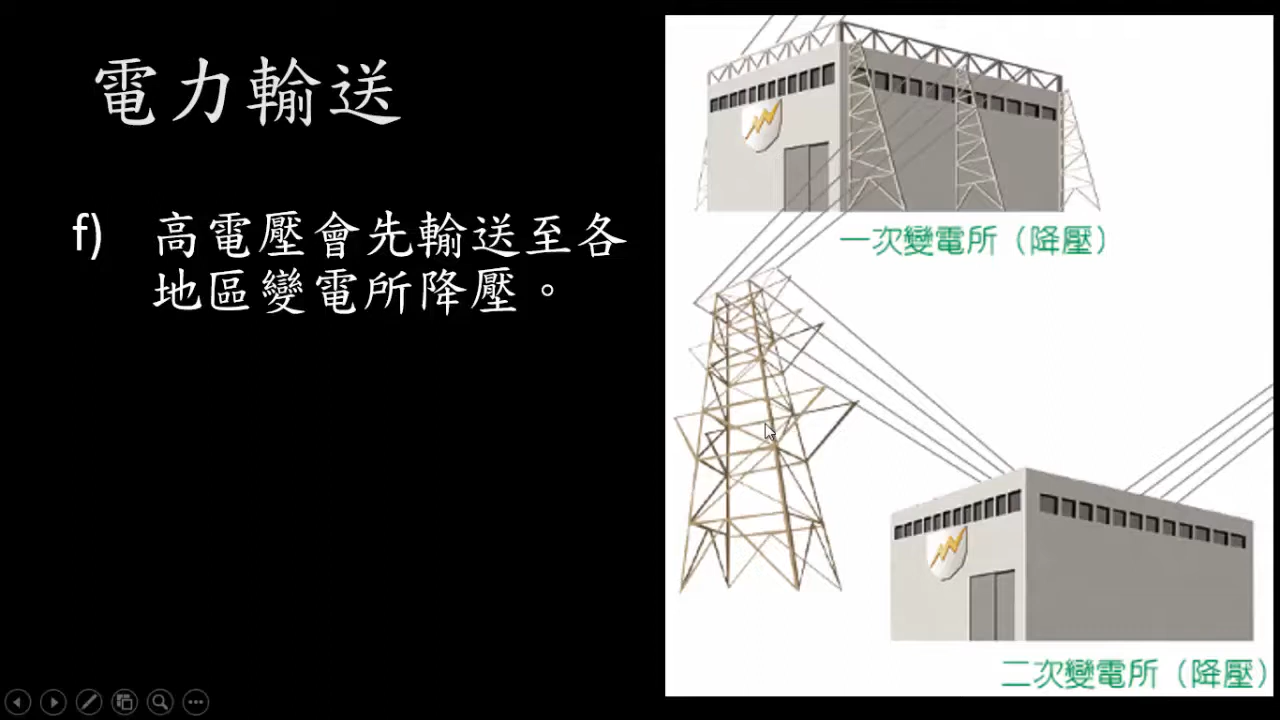 電力輸送
f) 高電壓會先輸送至各
地區變電所降壓。
一次變電所（降壓）
二次變電所（降壓）